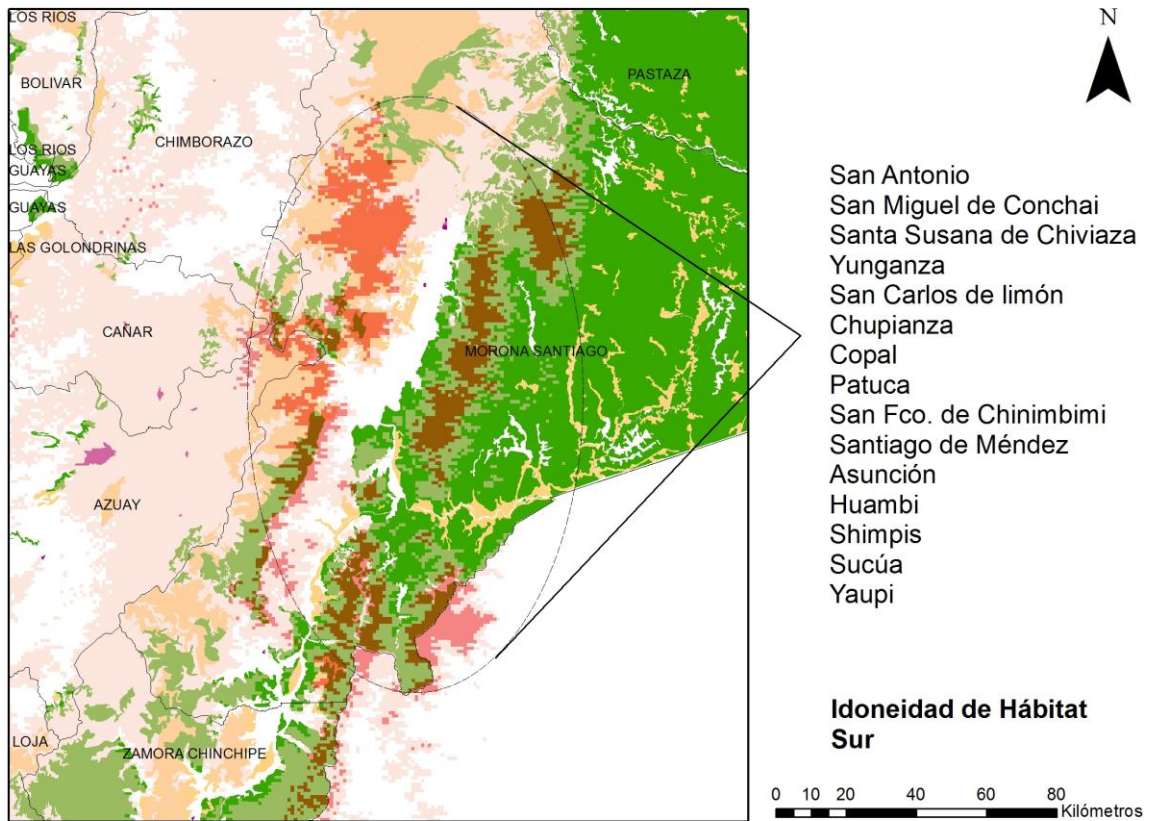 LOS RIOS
BOLIVAR
CHIMBORAZO
PASTAZA
LOS RIOS
GUAYAS
GUAYAS
LAS GOLONDRINAS
CAÑAR
MORONA SANTIAGO
AZUAY
LOJA
ZAMORA CHINCHIPE
N
San Antonio
San Miguel de Conchai
Santa Susana de Chiviaza
Yunganza
San Carlos de limón
Chupianza
Copal
Patuca
San Fco. de Chinimbimi
Santiago de Méndez
Asunción
Huambi
Shimpis
Sucúa
Yaupi
Idoneidad de Hábitat
Sur
0 10 20 40 60 80
Kilómetros